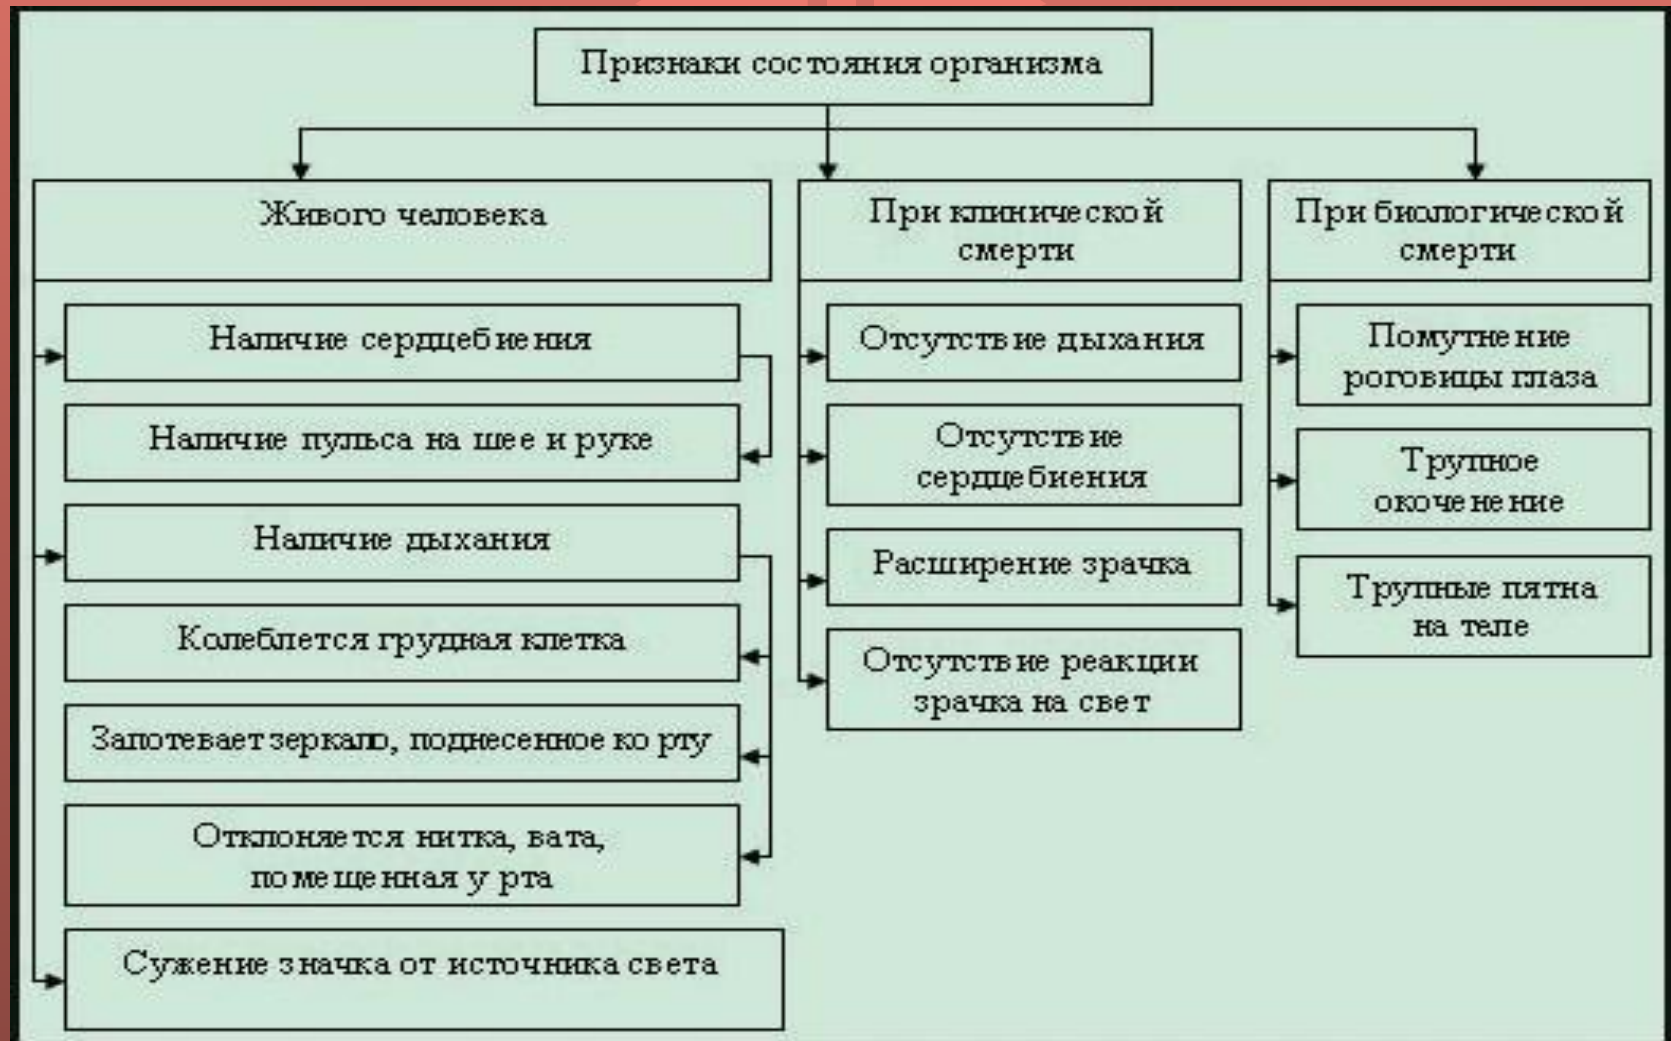 Признаки состояния организма
Живого человека
Наличие сердцебиения
Наличие пульса на шее и руке
Наличие дыхания
Колеблется грудная клетка
Запотевает зеркало, поднесенное ко рту
Отклоняется нитка, вата,
помещенная у рта
Сужение значка от источника света
При клинической
смерти
Отсутствие дыхания
Отсутствие
сердцебиения
Расширение зрачка
Отсутствие реакции
зрачка на свет
При биологической
смерти
Помутнение
роговицы глаза
Трупное
окоченение
Трупные пятна
на теле